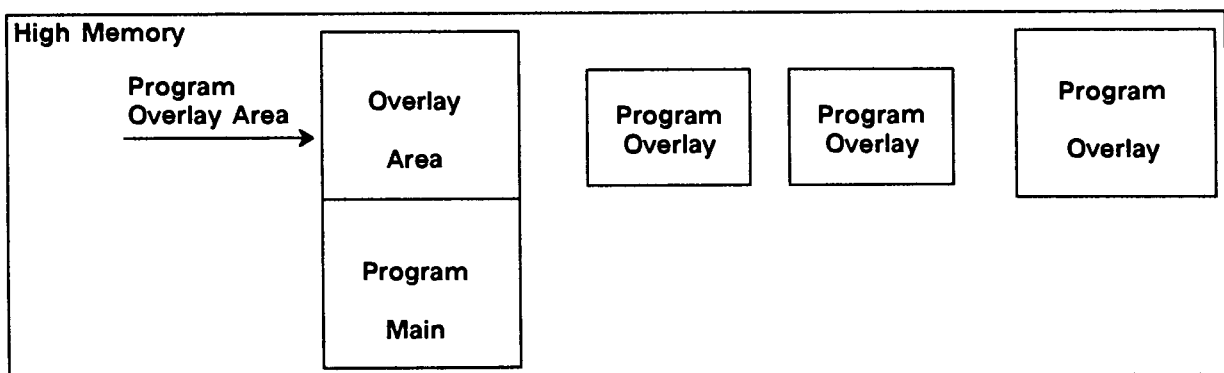 High Memory
Program
Overlay Area
Overlay
Area
Program
Main
Program
Overlay
Program
Overlay
Program
Overlay